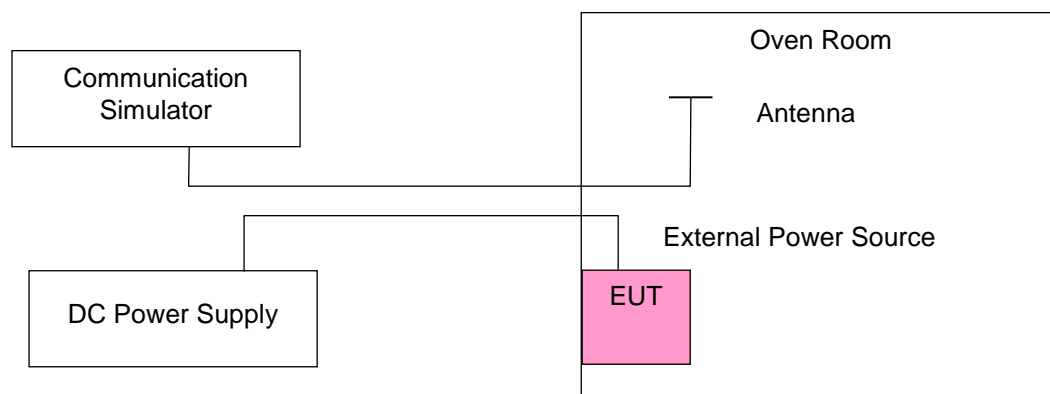 Oven Room
Communication
Simulator
Antenna
External Power Source
EUT
DC Power Supply